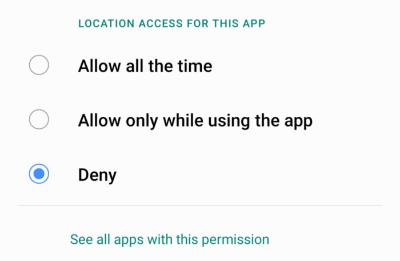 LOCATION ACCESS FOR THIS APP
Allow all the time
Allow only while using the app
Deny
See all apps with this permission